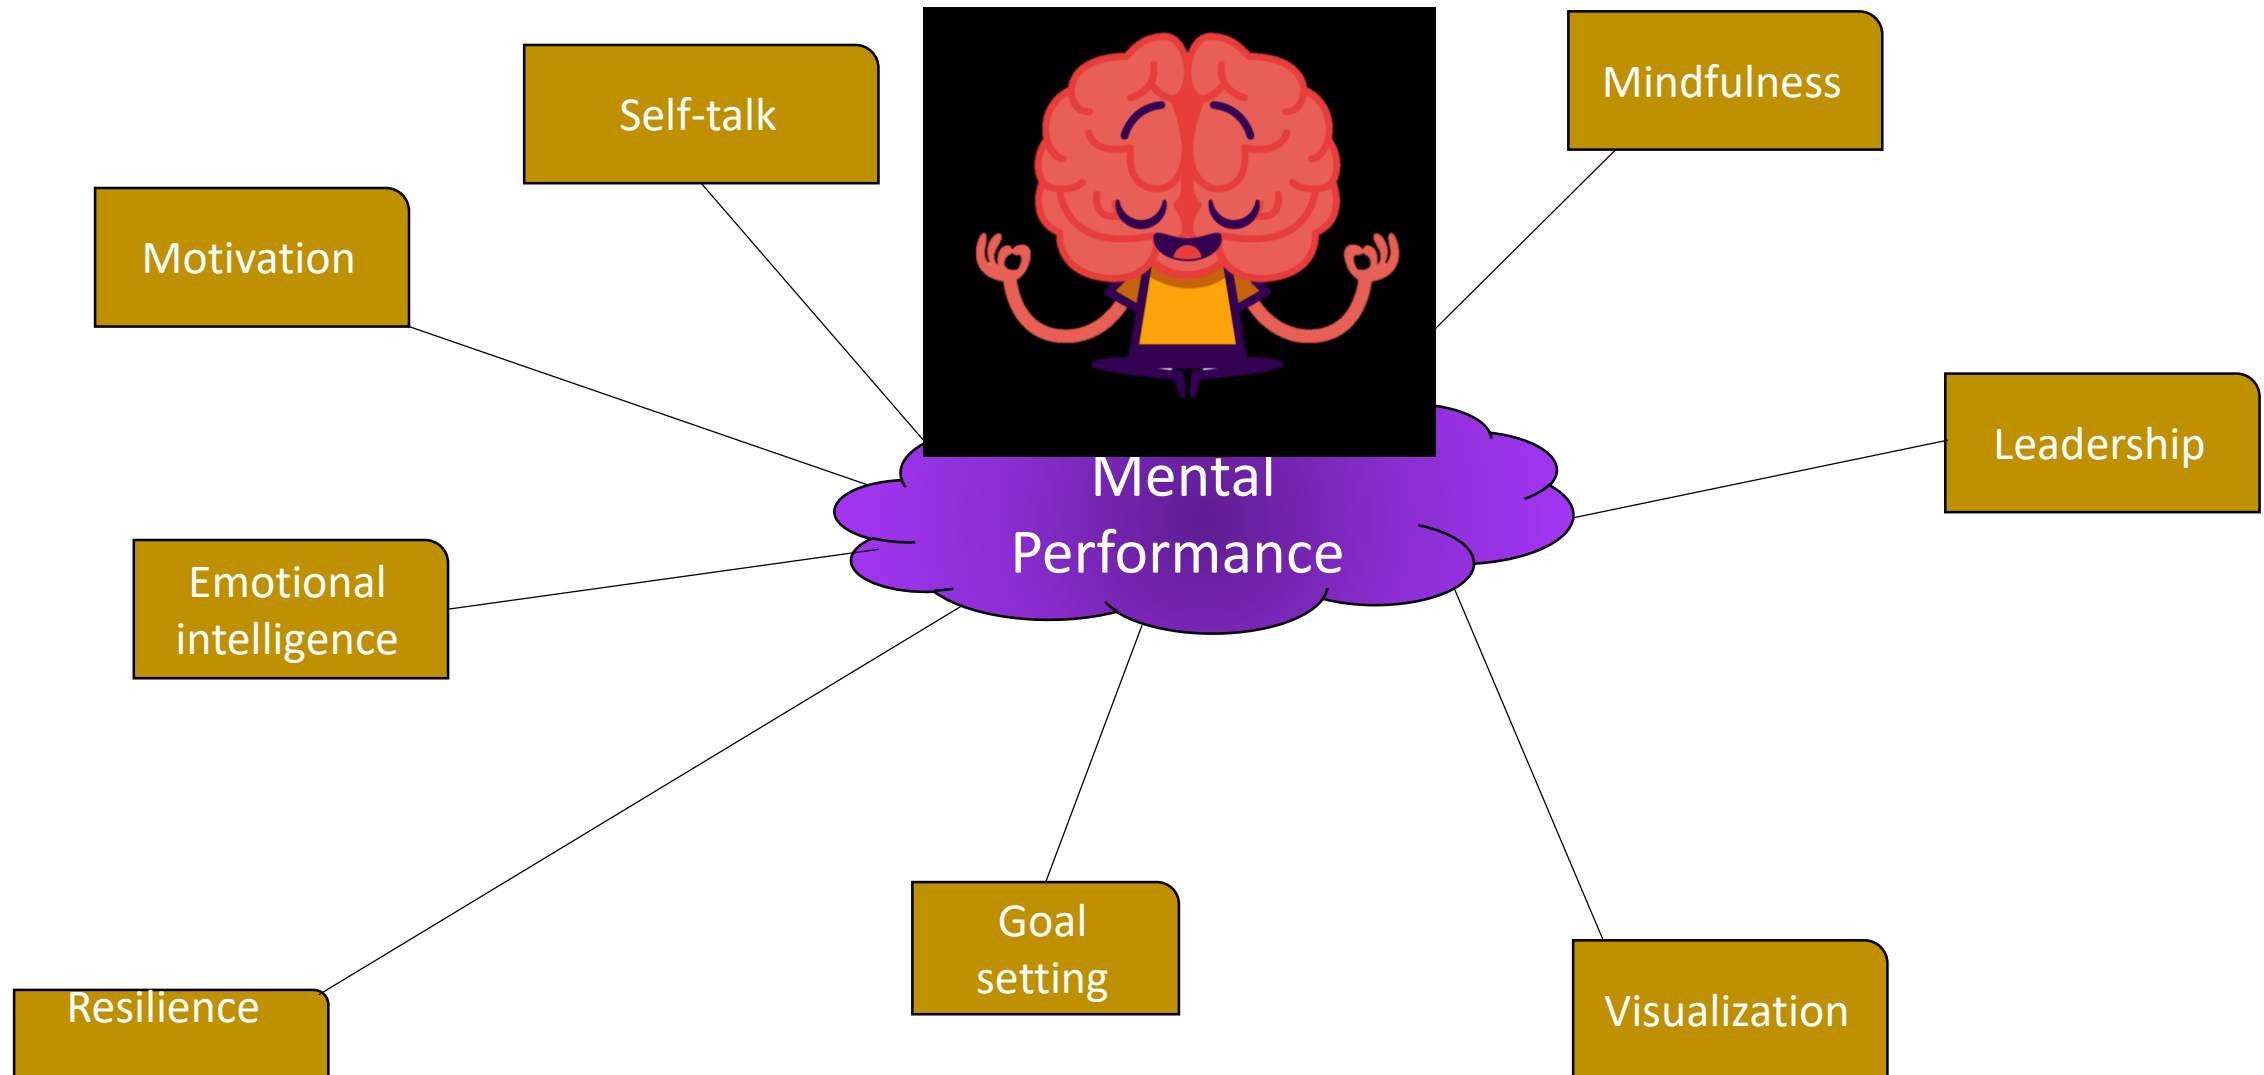 Mindfulness
Self-talk
Motivation
Leadership
Mental
Performance
Emotional
intelligence
Goal
setting
Resilience
Visualization